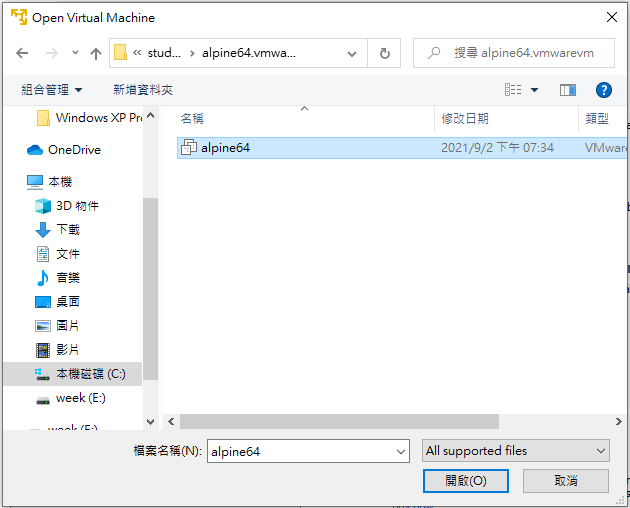 Open Virtual Machine
« stud... › alpine64.vmwa...
搜尋 alpine64.vmwarevm
組合管理 新增資料夾
名稱 修改日期 類型
alpine64 2021/9/2 下午 07:34 VMware
Windows XP Pro
OneDrive
本機
3D 物件
下載
文件
音樂
桌面
圖片
影片
本機磁碟 (C:)
week (E:)
week (E:)
檔案名稱(N): alpine64 All supported files
開啟(O) 取消